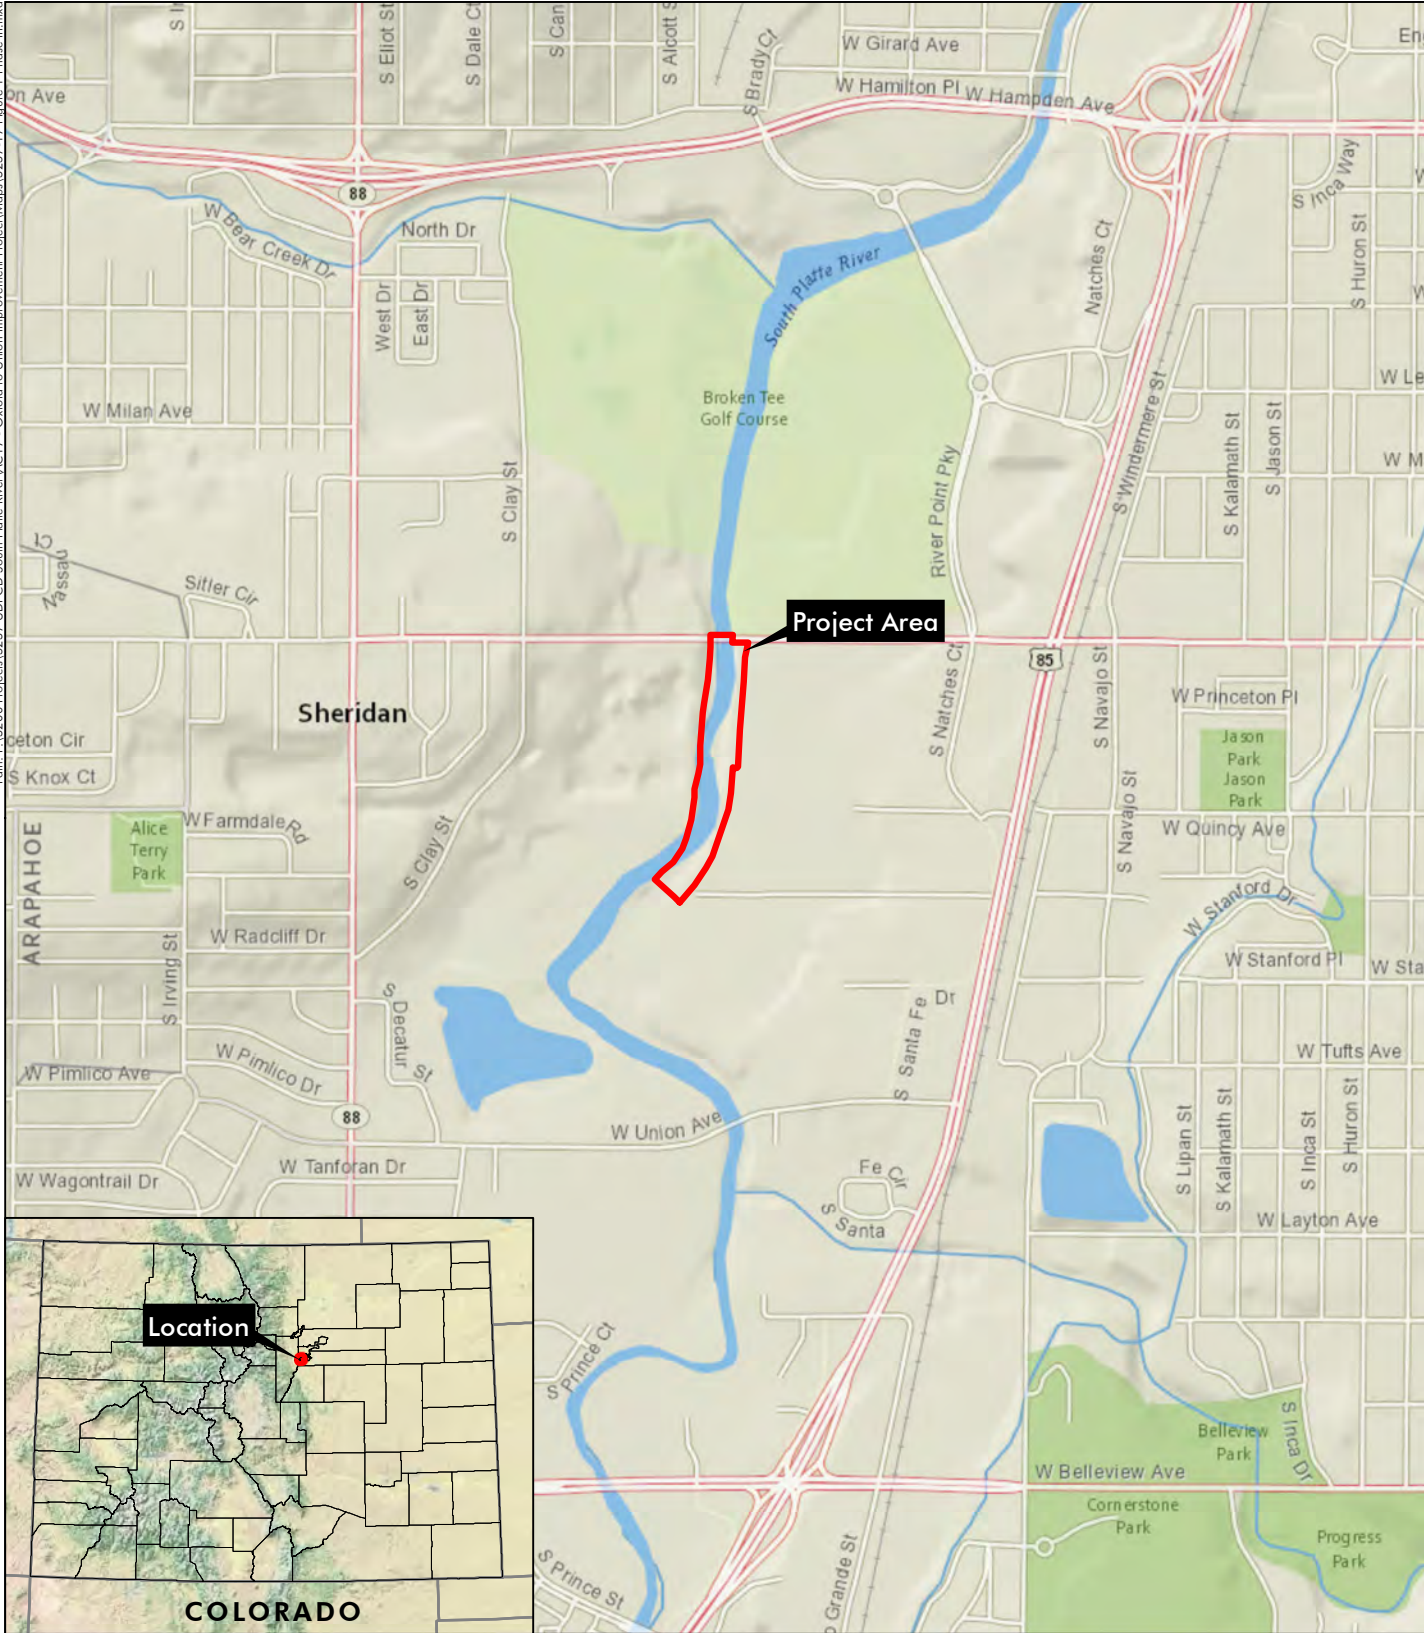 S Eliot St
S Dale Ct
S Can
S Alcott S
S Brady Ct
W Girard Ave
W Hamilton Pl
W Hampden Ave
on Ave
88
W Bear Creek Dr
North Dr
West Dr
East Dr
South Platte River
Natches Ct
S Inca Way
S Huron St
W Milan Ave
Broken Tee
Golf Course
W Le
S Windermere St
S Kalamath St
S Jason St
W M
S Clay St
River Point Pky
Nassau
Ct
Sitler Cir
Project Area
85
S Natches Ct
S Navajo St
W Princeton Pl
Sheridan
ceton Cir
S Knox Ct
Jason
Park
Jason
Park
ARAPAHOE
Alice
Terry
Park
W Farmdale Rd
S Clay St
S Navajo St
W Quincy Ave
W Stanford Dr
W Radcliff Dr
S Irving St
W Stanford Pl
W Sta
S Decatur St
S Santa Fe Dr
W Pimlico Ave
W Pimlico Dr
W Tufts Ave
88
W Union Ave
S Lipan St
S Kalamath St
S Inca St
S Huron St
W Tanforan Dr
W Wagontrail Dr
S Santa
Fe Cir
W Layton Ave
Location
COLORADO
S Prince Ct
Belleview
Park
S Inca Dr
W Belleview Ave
Cornerstone
Park
Progress
Park
S Prince St
o Grande St